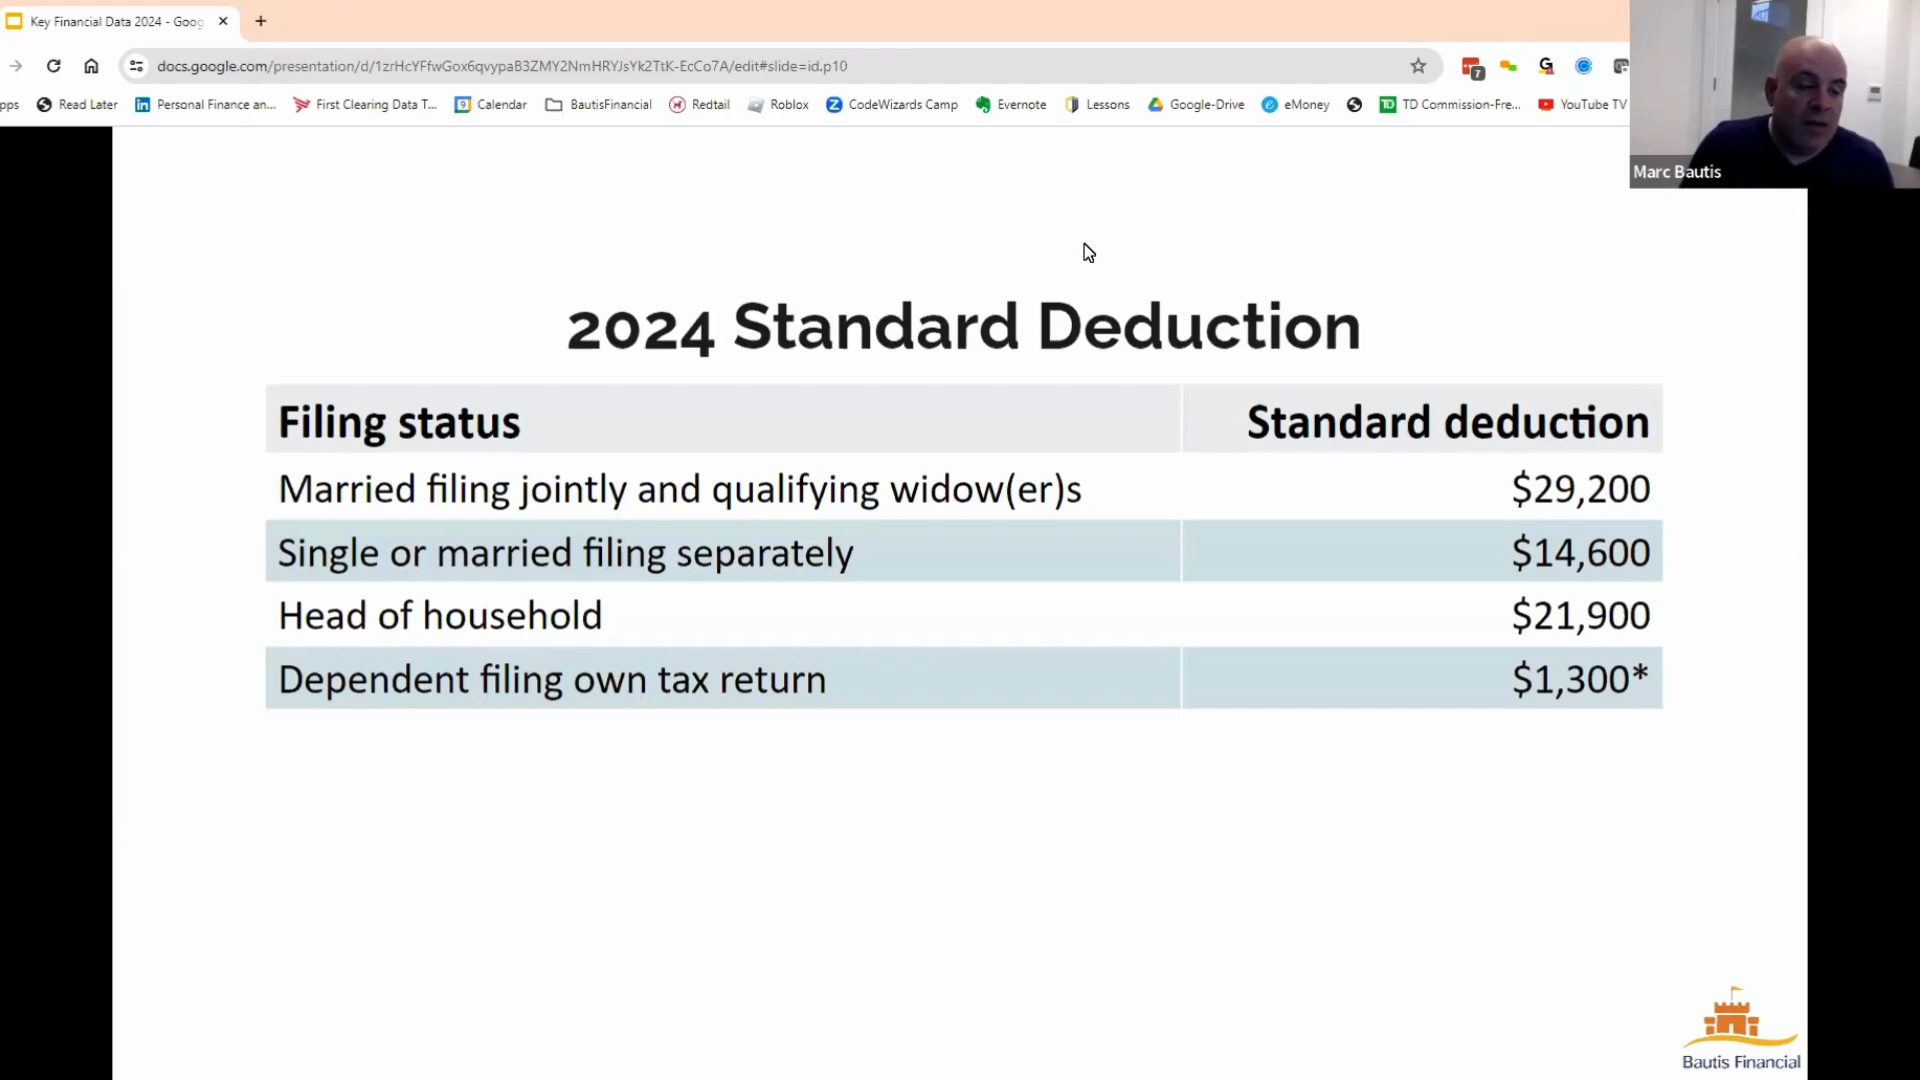 Key Financial Data 2024 - Goog
docs.google.com/presentation/d/1zrHcYFfwGox6qvypaB3ZMY2NmHRYJsYk2TtK-EcCo7A/edit#slide=id.p10
7
pps Read Later Personal Finance an... First Clearing Data T... 9 Calendar BautisFinancial Redtail Roblox CodeWizards Camp Evernote Lessons Google-Drive eMoney TD TD Commission-Fre... YouTube TV
Marc Bautis
2024 Standard Deduction
Filing status Standard deduction
Married filing jointly and qualifying widow(er)s $29,200
Single or married filing separately $14,600
Head of household $21,900
Dependent filing own tax return $1,300*
Bautis Financial